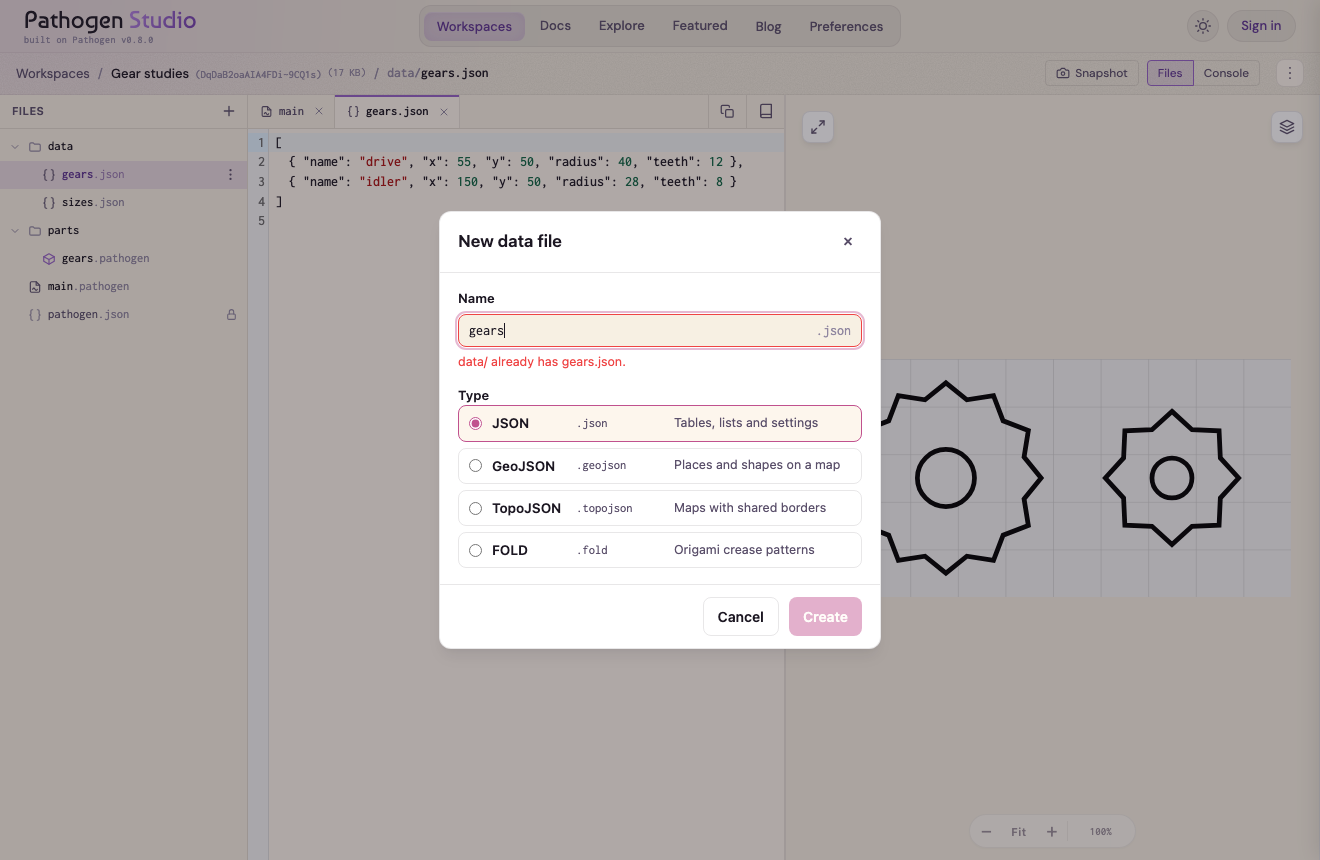 Pathogen Studio
built on Pathogen v0.8.0
Workspaces
Docs
Explore
Featured
Blog
Preferences
Sign in
Workspaces / Gear studies (DqDaB2oaAIA4FDi-9CQ1s) (17 KB) / data/gears.json
Snapshot
Files
Console
FILES
data
gears.json
sizes.json
parts
gears.pathogen
main.pathogen
pathogen.json
main
{} gears.json
1 [
2 { "name": "drive", "x": 55, "y": 50, "radius": 40, "teeth": 12 },
3 { "name": "idler", "x": 150, "y": 50, "radius": 28, "teeth": 8 }
4 ]
5
New data file
Name
gears .json
data/ already has gears.json.
Type
JSON .json Tables, lists and settings
GeoJSON .geojson Places and shapes on a map
TopoJSON .topojson Maps with shared borders
FOLD .fold Origami crease patterns
Cancel
Create
Fit
100%